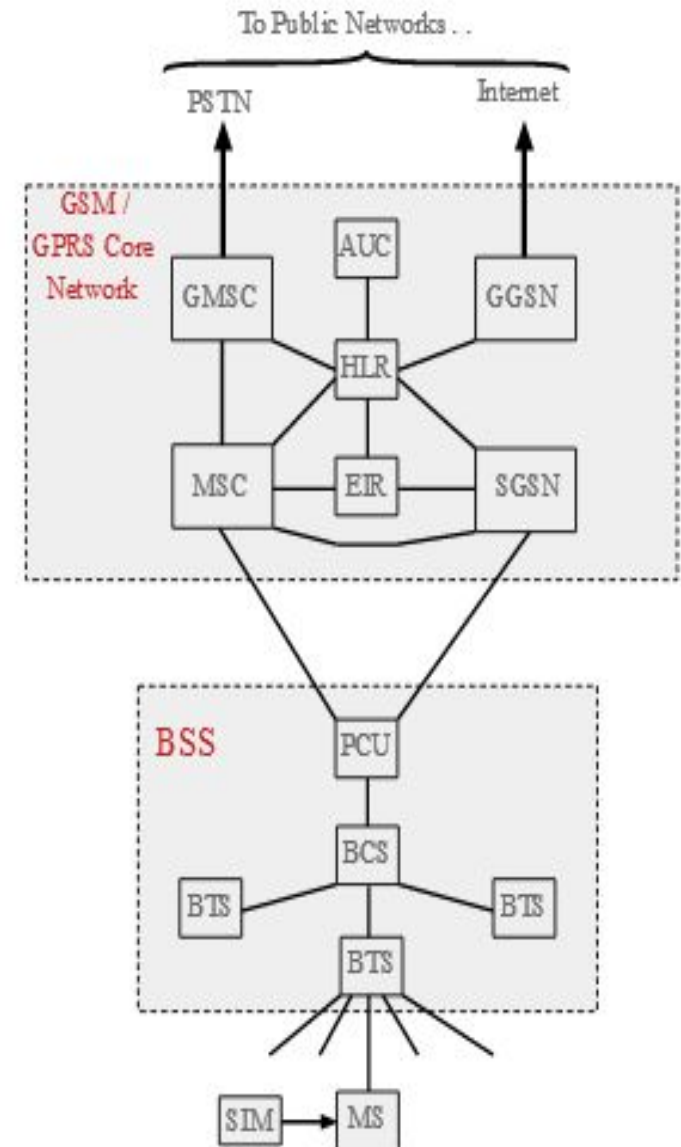 To Public Networks . .
PSTN
Internet
GSM /
GPRS Core
Network
AUC
GMSC
GGSN
HLR
MSC
EIR
SGSN
BSS
PCU
BCS
BTS
BTS
BTS
SIM
MS